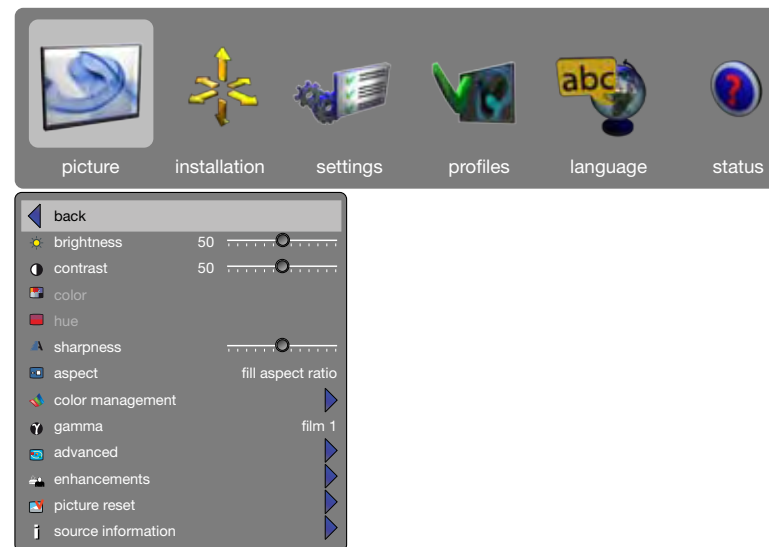 abc
picture installation settings profiles language status
back
brightness 50
contrast 50
color
hue
sharpness
aspect fill aspect ratio
color management
gamma film 1
advanced
enhancements
picture reset
source information